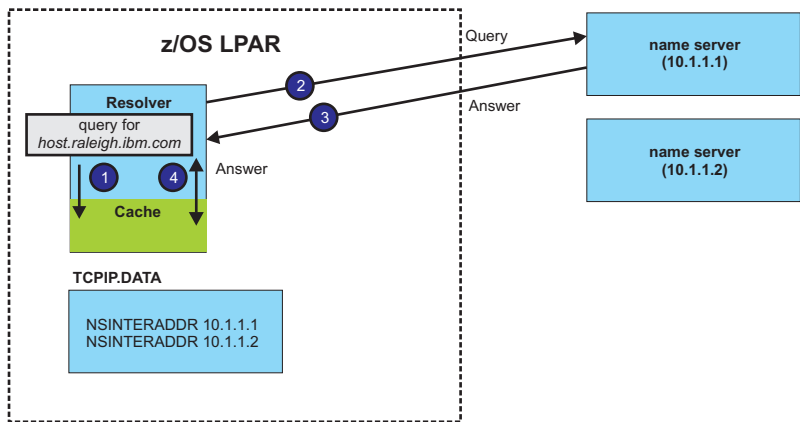 z/OS LPAR
Query
name server
(10.1.1.1)
2
Resolver
3
Answer
query for
host.raleigh.ibm.com
name server
(10.1.1.2)
1
4
Answer
Cache
TCPIP.DATA
NSINTERADDR 10.1.1.1
NSINTERADDR 10.1.1.2